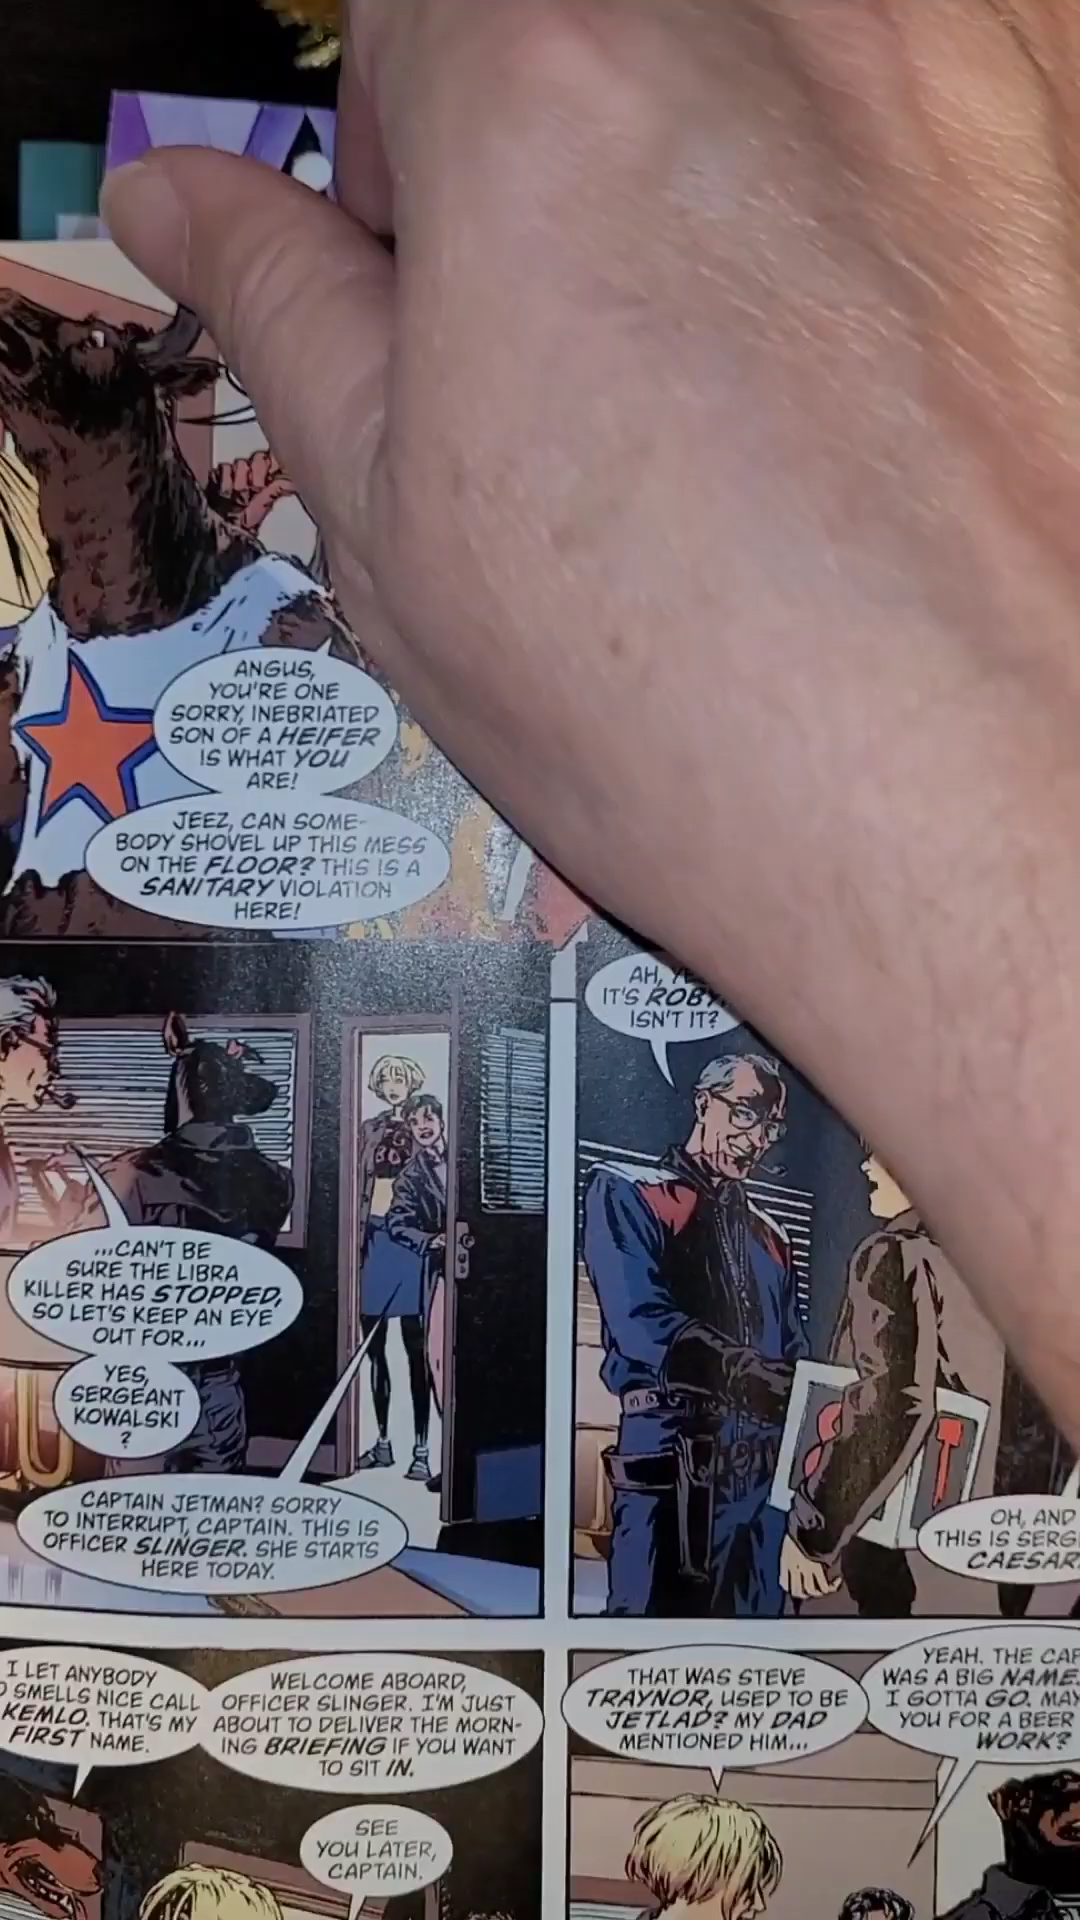 ANGUS,
YOU'RE ONE
SORRY, INEBRIATED
SON OF A HEIFER
IS WHAT YOU
ARE!
JEEZ, CAN SOME-
BODY SHOVEL UP THIS MESS
ON THE FLOOR? THIS IS A
SANITARY VIOLATION
HERE!
...CAN'T BE
SURE THE LIBRA
KILLER HAS STOPPED,
SO LET'S KEEP AN EYE
OUT FOR...
YES,
SERGEANT
KOWALSKI
?
CAPTAIN JETMAN? SORRY
TO INTERRUPT, CAPTAIN. THIS IS
OFFICER SLINGER. SHE STARTS
HERE TODAY.
AH,
IT'S ROBY
ISN'T IT?
OH, AND
THIS IS
CAESAR
I LET ANYBODY
SMELLS NICE CALL
KEMLO. THAT'S MY
FIRST NAME.
WELCOME ABOARD,
OFFICER SLINGER. I'M JUST
ABOUT TO DELIVER THE MORN-
ING BRIEFING IF YOU WANT
TO SIT IN.
SEE
YOU LATER,
CAPTAIN.
THAT WAS STEVE
TRAYNOR, USED TO BE
JETLAD? MY DAD
MENTIONED HIM...
YEAH. THE
WAS A BIG NAME.
I GOTTA GO.
YOU FOR A BEER
WORK?